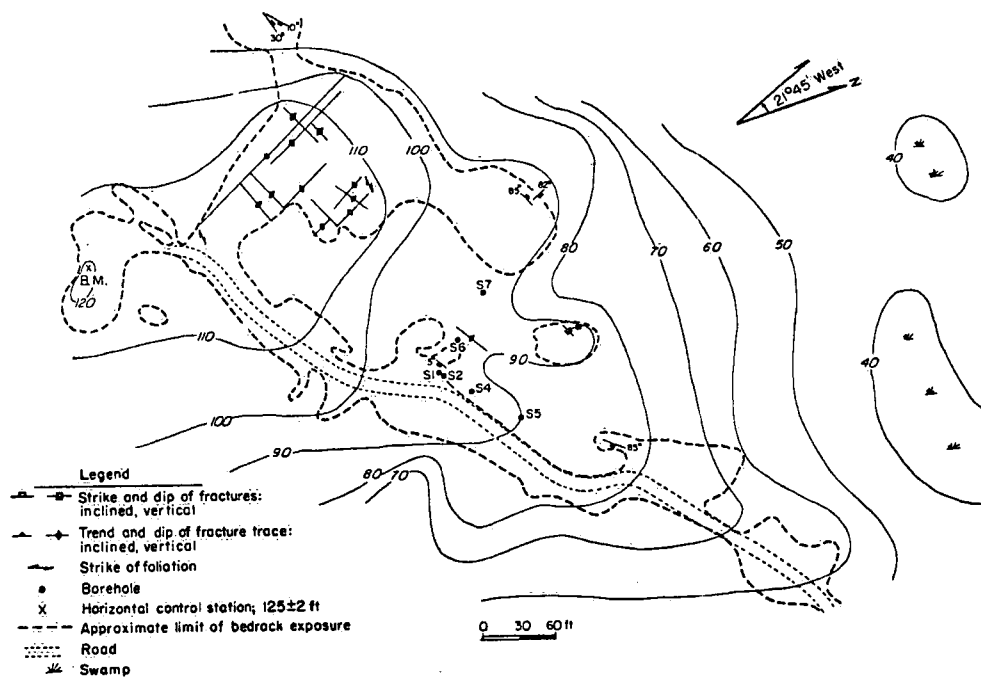 10°
30°
21°45' West
N
40
110
100
85°
82°
80
70
60
50
B.M.
120
S7
S6
S1
S2
S4
S5
110
90
40
100
90
85°
80
70
Legend
Strike and dip of fractures:
inclined, vertical
Trend and dip of fracture trace:
inclined, vertical
Strike of foliation
Borehole
Horizontal control station; 125±2 ft
Approximate limit of bedrock exposure
Road
Swamp
0 30 60 ft